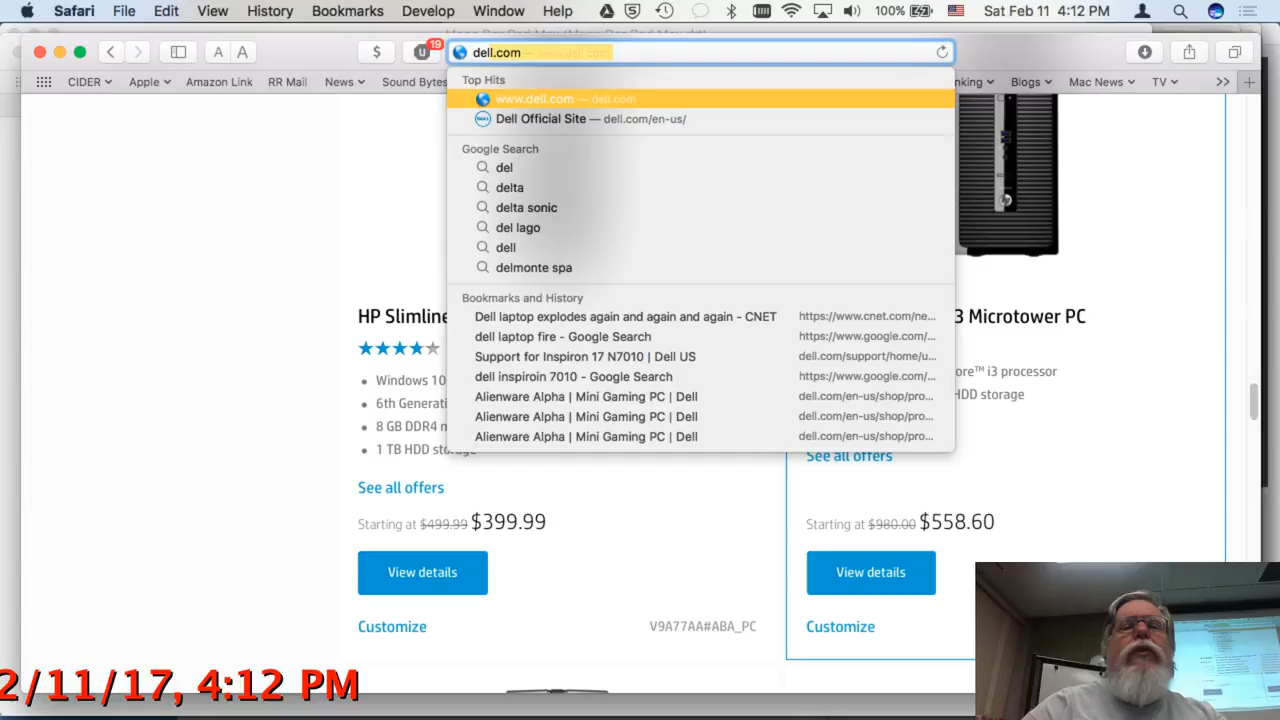 Safari File Edit View History Bookmarks Develop Window Help 100% Sat Feb 11 4:12 PM
A A $ 19 dell.com — www.dell.com
CIDER Apple Amazon Link RR Mail News Sound Bytes nking Blogs Mac News TV >> +
Top Hits
www.dell.com — dell.com
Dell Official Site — dell.com/en-us/
Google Search
del
delta
delta sonic
del lago
dell
delmonte spa
Bookmarks and History
Dell laptop explodes again and again and again - CNET https://www.cnet.com/ne...
dell laptop fire - Google Search https://www.google.com/...
Support for Inspiron 17 N7010 | Dell US dell.com/support/home/u...
dell inspiroin 7010 - Google Search https://www.google.com/...
Alienware Alpha | Mini Gaming PC | Dell dell.com/en-us/shop/pro...
Alienware Alpha | Mini Gaming PC | Dell dell.com/en-us/shop/pro...
Alienware Alpha | Mini Gaming PC | Dell dell.com/en-us/shop/pro...
HP Slimline
Windows 10
6th Generati
8 GB DDR4 m
1 TB HDD storage
See all offers
Starting at $499.99 $399.99
View details
Customize V9A77AA#ABA_PC
3 Microtower PC
ore™ i3 processor
HDD storage
See all offers
Starting at $980.00 $558.60
View details
Customize
2/11/17, 4:12 PM